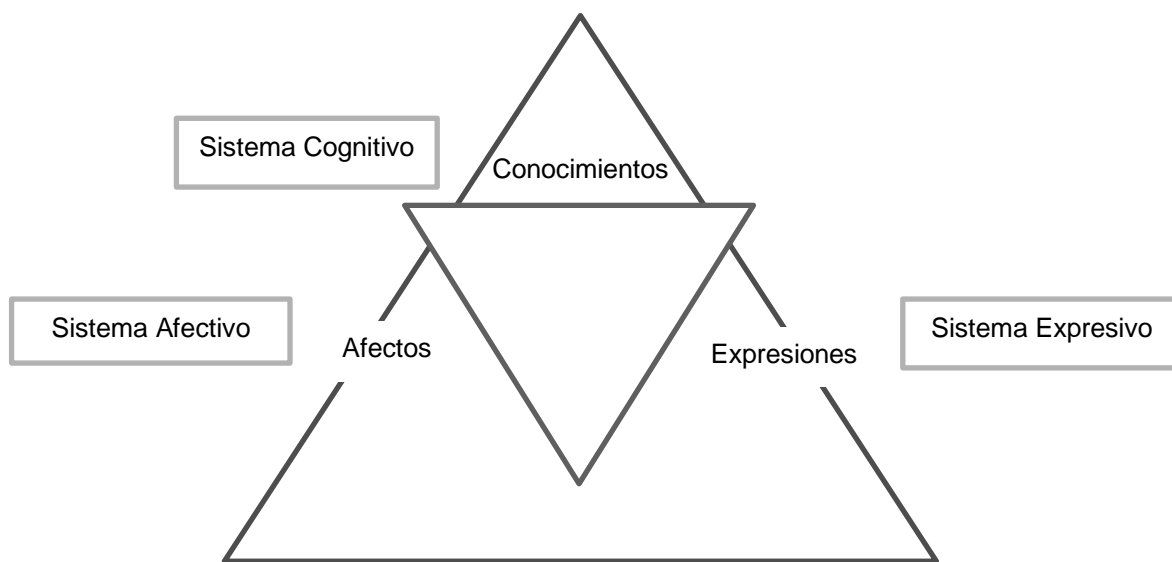 Sistema Cognitivo
Conocimientos
Sistema Afectivo
Afectos
Expresiones
Sistema Expresivo